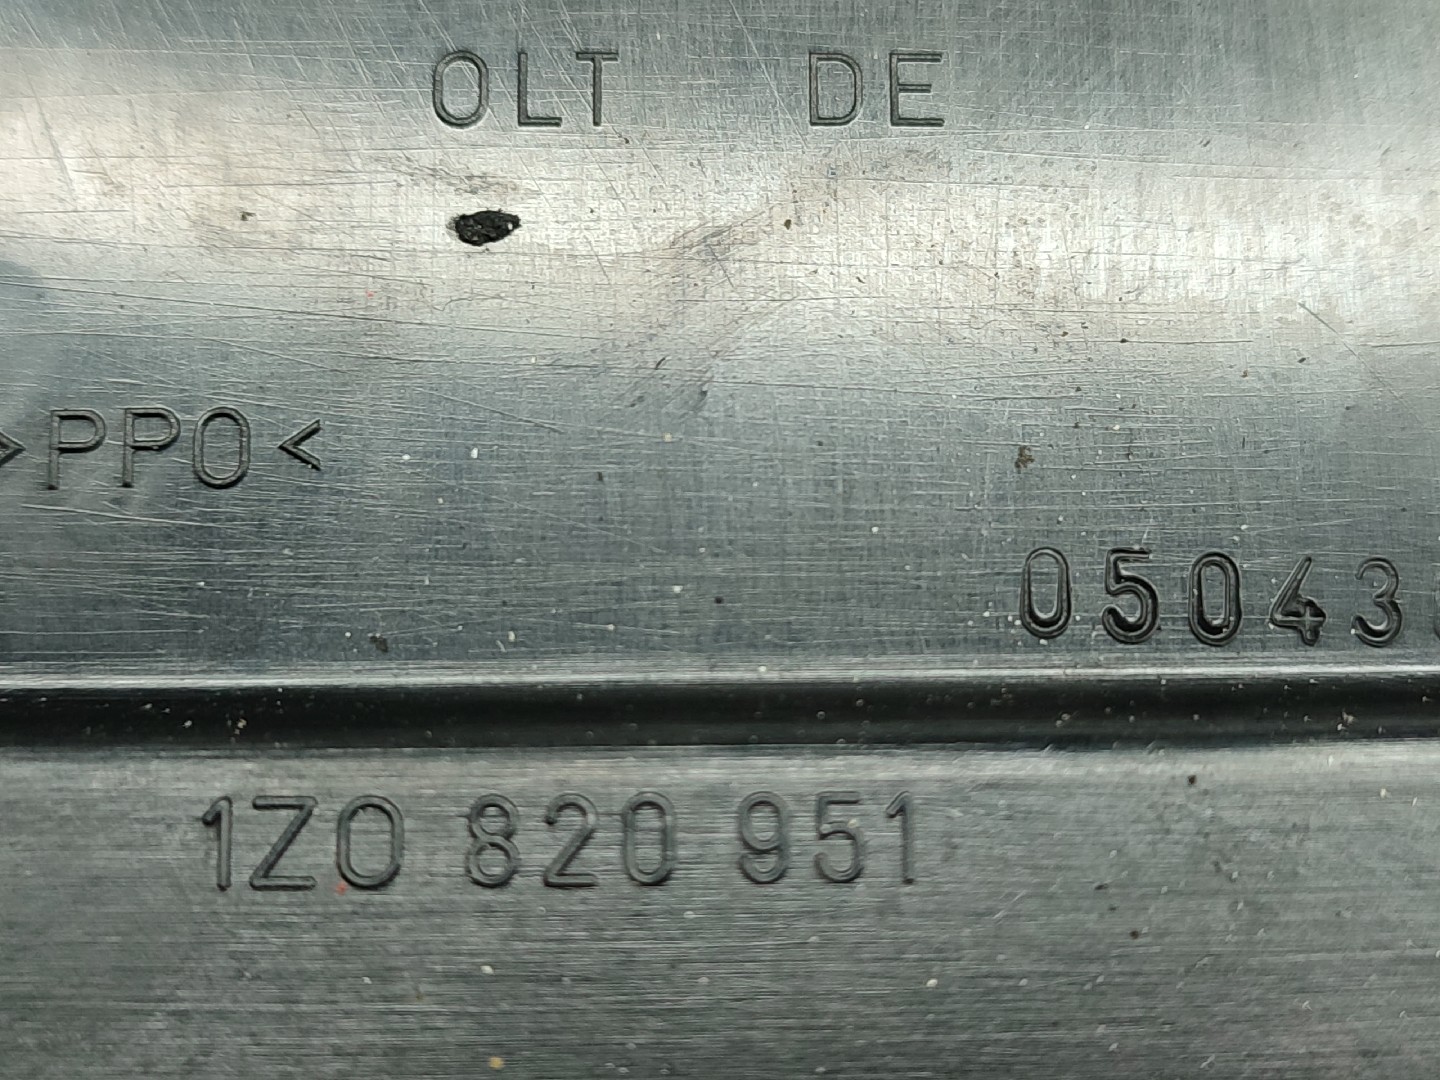 OLT DE
>PPO<
05043
1Z0 820 951